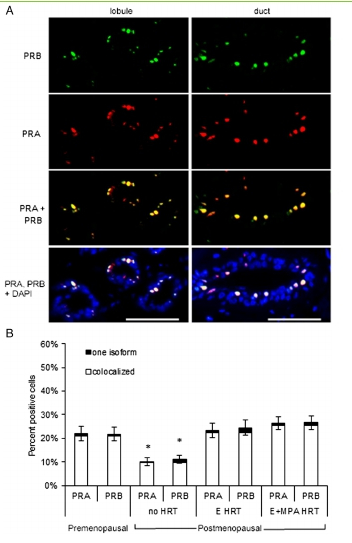 A
lobule duct
PRB
PRA
PRA +
PRB
PRA, PRB
+ DAPI
B
60%
50%
40%
30%
20%
10%
0%
Percent positive cells
one isoform
colocalized
* *
PRA PRB PRA PRB PRA PRB PRA PRB
no HRT E HRT E+MPA HRT
Premenopausal Postmenopausal